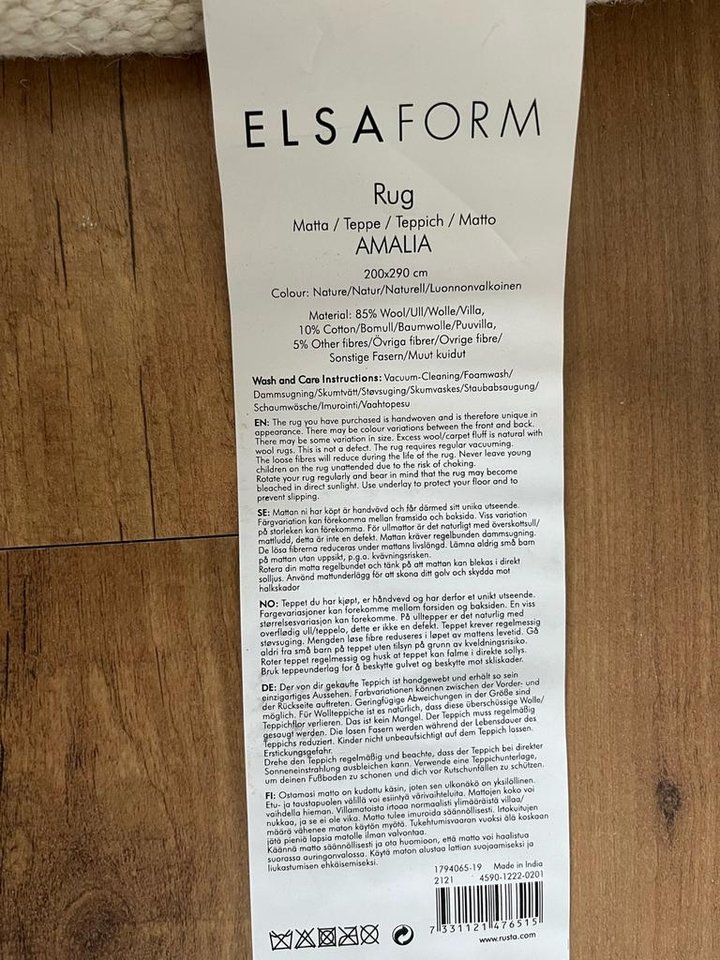 ELSAFORM
Rug
Matta / Teppe / Teppich / Matto
AMALIA
200x290 cm
Colour: Nature/Natur/Naturell/Luonnonvalkoinen
Material: 85% Wool/Ull/Wolle/Villa,
10% Cotton/Bomull/Baumwolle/Puuvilla,
5% Other fibres/Övriga fibrer/Øvrige fibre/
Sonstige Fasern/Muut kuidut
Wash and Care Instructions: Vacuum-Cleaning/Foamwash/
Dammsugning/Skumtvätt/Støvsuging/Skumvaskes/Staubabsaugung/
Schaumwäsche/Imurointi/Vaahtopesu
EN: The rug you have purchased is handwoven and is therefore unique in
appearance. There may be colour variations between the front and back.
There may be some variation in size. Excess wool/carpet fluff is natural with
wool rugs. This is not a defect. The rug requires regular vacuuming.
The loose fibres will reduce during the life of the rug. Never leave young
children on the rug unattended due to the risk of choking.
Rotate your rug regularly and bear in mind that the rug may become
bleached in direct sunlight. Use underlay to protect your floor and to
prevent slipping.
SE: Mattan ni har köpt är handvävd och får därmed sitt unika utseende.
Färgvariation kan förekomma mellan framsida och baksida. Viss variation
på storleken kan förekomma. För ullmattor är det naturligt med överskottsull/
mattludd, detta är inte en defekt. Mattan kräver regelbunden dammsugning.
De lösa fibrerna reduceras under mattans livslängd. Lämna aldrig små barn
på mattan utan uppsikt, p.g.a. kvävningsrisken.
Rotera din matta regelbundet och tänk på att mattan kan blekas i direkt
solljus. Använd mattunderlägg för att skona ditt golv och skydda mot
halkskador
NO: Teppet du har kjøpt, er håndvevd og har derfor et unikt utseende.
Fargevariasjoner kan forekomme mellom forsiden og baksiden. En viss
størrelsesvariasjon kan forekomme. På ulltepper er det naturlig med
overflødig ull/teppelo, dette er ikke en defekt. Teppet krever regelmessig
støvsuging. Mengden løse fibre reduseres i løpet av mattens levetid. Gå
aldri fra små barn på teppet uten tilsyn på grunn av kveldningsrisiko.
Roter teppet regelmessig og husk at teppet kan falme i direkte sollys.
Bruk teppeunderlag for å beskytte gulvet og beskytte mot skliskader.
DE: Der von dir gekaufte Teppich ist handgewebt und erhält so sein
einzigartiges Aussehen. Farbvariationen können zwischen der Vorder- und
der Rückseite auftreten. Geringfügige Abweichungen in der Größe sind
möglich. Für Wollteppiche ist es natürlich, dass diese überschüssige Wolle/
Teppichflor verlieren. Das ist kein Mangel. Der Teppich muss regelmäßig
gesaugt werden. Die losen Fasern werden während der Lebensdauer des
Teppichs reduziert. Kinder nicht unbeaufsichtigt auf dem Teppich lassen.
Erstickungsgefahr.
Drehe den Teppich regelmäßig und beachte, dass der Teppich bei direkter
Sonneneinstrahlung ausbleichen kann. Verwende eine Teppichunterlage,
um deinen Fußboden zu schonen und dich vor Rutschunfällen zu schützen.
FI: Ostamasi matto on kudottu käsin, joten sen ulkonäkö on yksilöllinen.
Etu- ja taustapuolen välillä voi esiintyä värivaihteluita. Mattojen koko voi
vaihdella hieman. Villamatoista irtoaa normaalisti ylimääräistä villaa/
nukkaa, ja se ei ole vika. Matto tulee imuroida säännöllisesti. Irtokuitujen
määrä vähenee maton käytön myötä. Tukehtumisvaaran vuoksi älä koskaan
jätä pieniä lapsia matolle ilman valvontaa.
Käännä matto säännöllisesti ja ota huomioon, että matto voi haalistua
suorassa auringonvalossa. Käytä maton alustaa lattian suojaamiseksi ja
liukastumisen ehkäisemiseksi.
1794065-19 Made in India
2121 4590-1222-0201
7 331121 476515
www.rusta.com